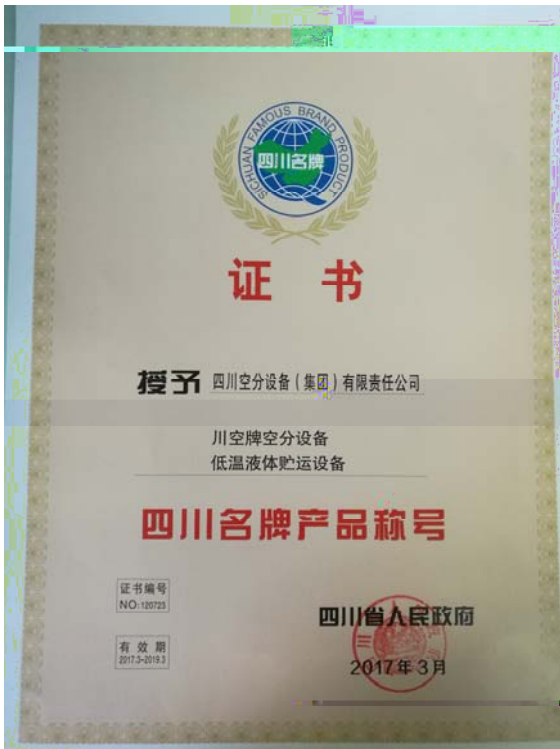 SICHUAN FAMOUS BRAND PRODUCT
四川名牌
证 书
授予 四川空分设备(集团)有限责任公司
川空牌空分设备
低温液体贮运设备
四川名牌产品称号
证书编号
NO:120723
四川省人民政府
有 效 期
2017.3-2019.3
2017年3月